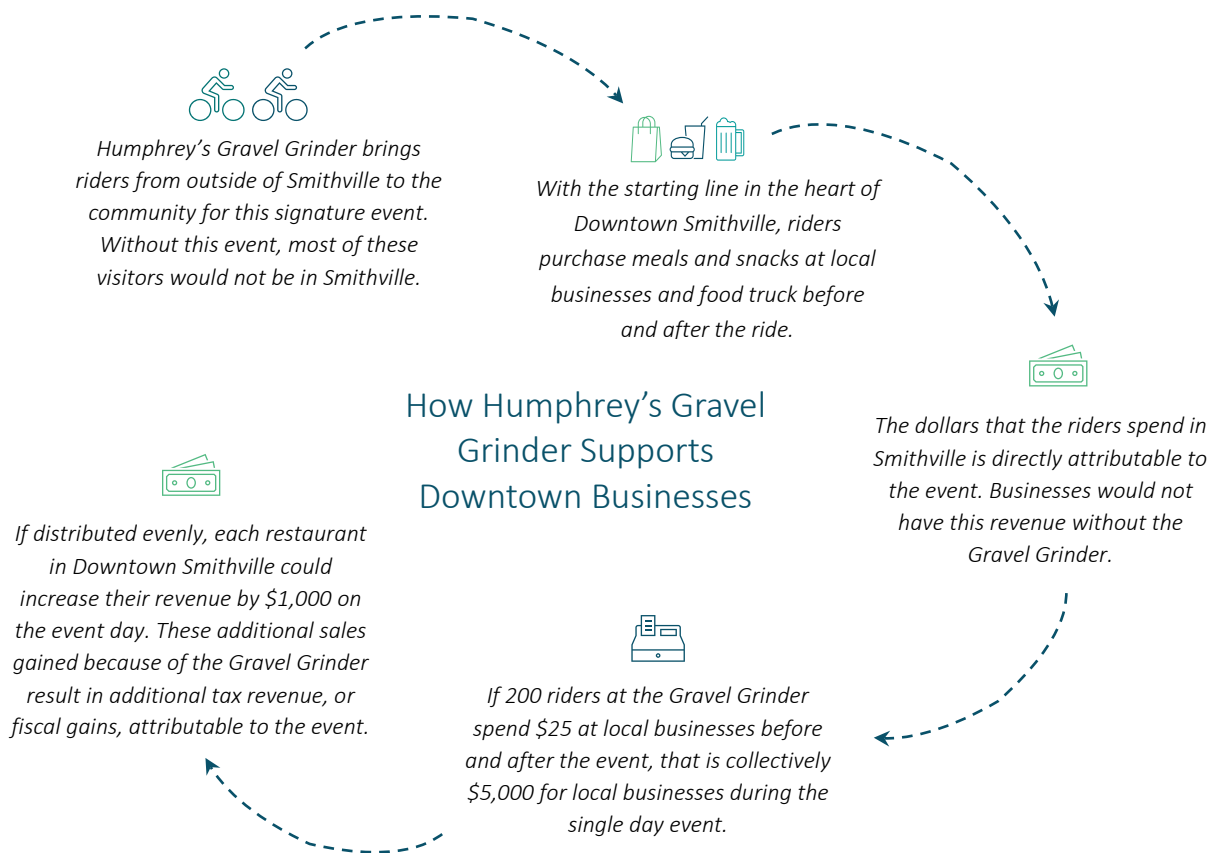 Humphrey’s Gravel Grinder brings
riders from outside of Smithville to the
community for this signature event.
Without this event, most of these
visitors would not be in Smithville.
With the starting line in the heart of
Downtown Smithville, riders
purchase meals and snacks at local
businesses and food truck before
and after the ride.
How Humphrey’s Gravel
Grinder Supports
Downtown Businesses
The dollars that the riders spend in
Smithville is directly attributable to
the event. Businesses would not
have this revenue without the
Gravel Grinder.
If 200 riders at the Gravel Grinder
spend $25 at local businesses before
and after the event, that is collectively
$5,000 for local businesses during the
single day event.
If distributed evenly, each restaurant
in Downtown Smithville could
increase their revenue by $1,000 on
the event day. These additional sales
gained because of the Gravel Grinder
result in additional tax revenue, or
fiscal gains, attributable to the event.